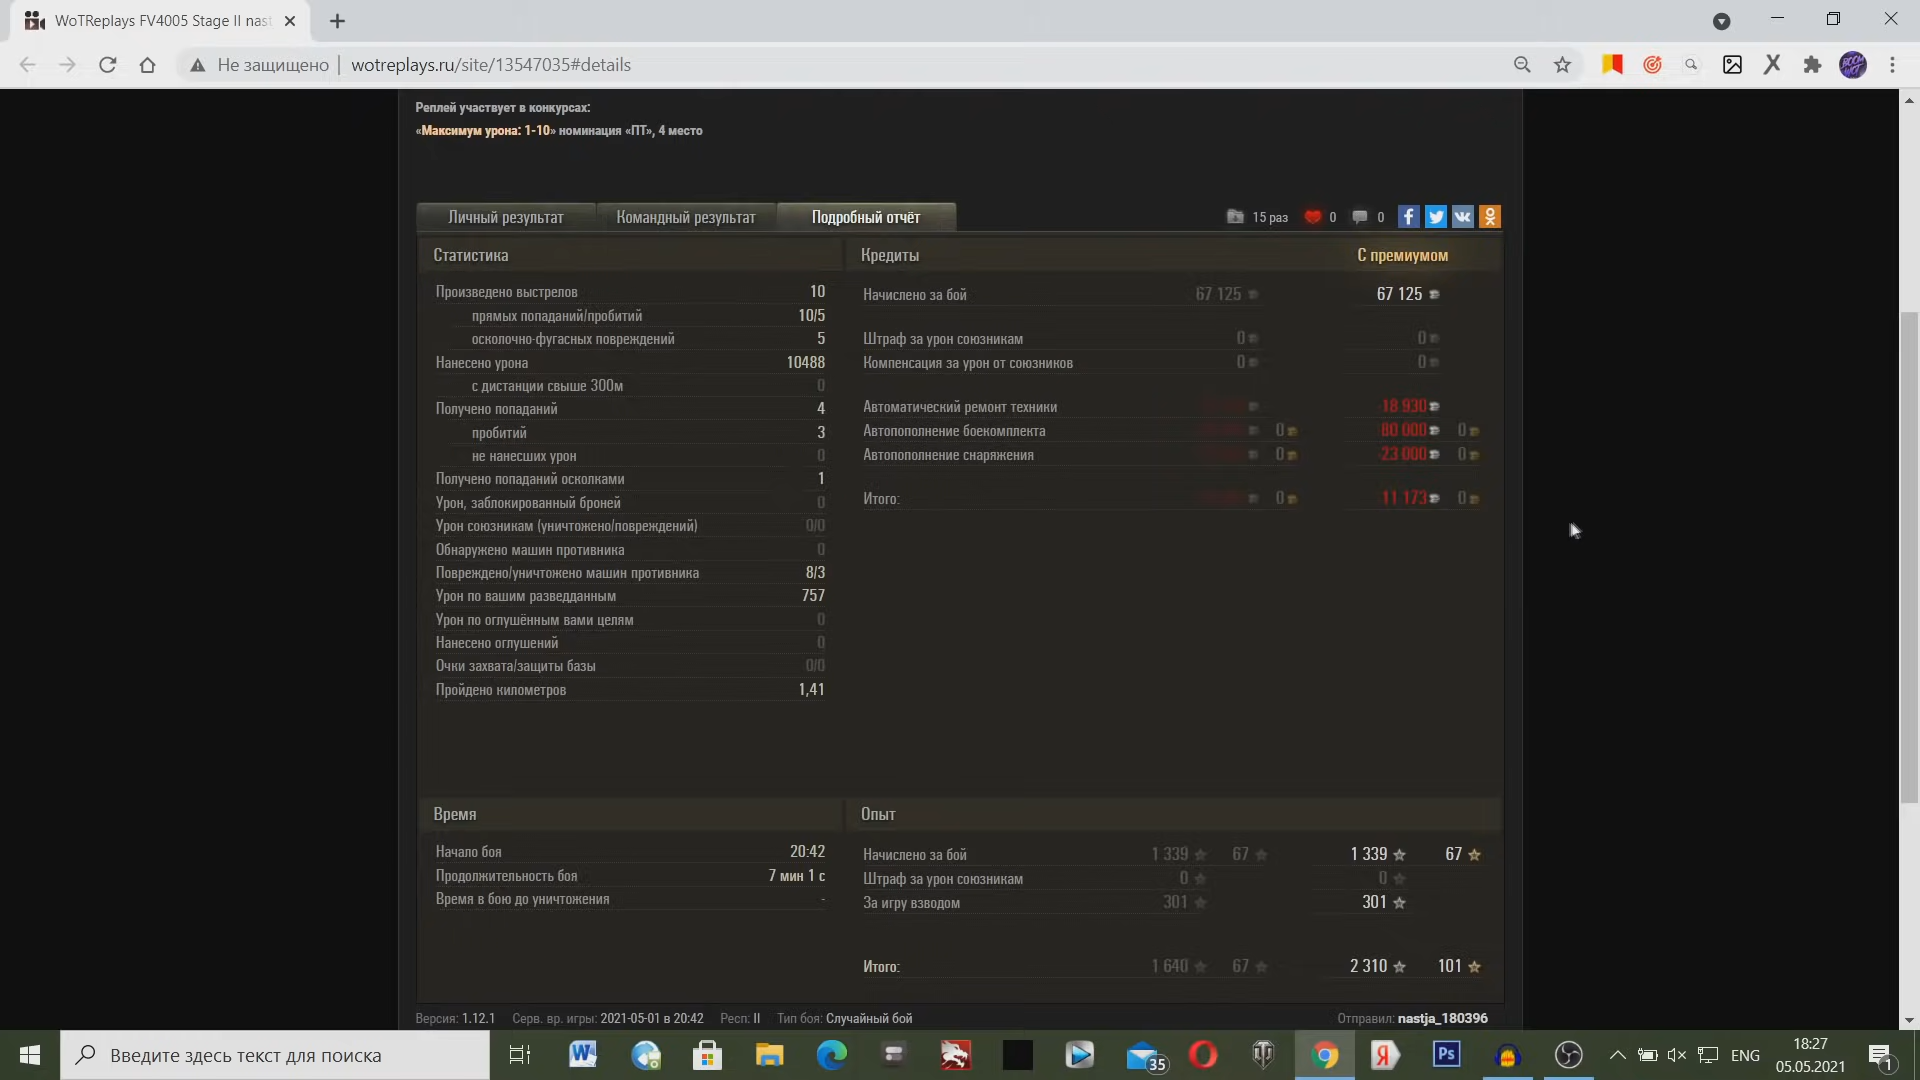 WoTReplays FV4005 Stage II nast
Не защищено | wotreplays.ru/site/13547035#details
Реплей участвует в конкурсах:
«Максимум урона: 1-10» номинация «ПТ», 4 место
Личный результат Командный результат Подробный отчёт 15 раз 0 0
Статистика
Произведено выстрелов 10
прямых попаданий/пробитий 10/5
осколочно-фугасных повреждений 5
Нанесено урона 10488
с дистанции свыше 300м 0
Получено попаданий 4
пробитий 3
не нанесших урон 0
Получено попаданий осколками 1
Урон, заблокированный броней 0
Урон союзникам (уничтожено/повреждений) 0/0
Обнаружено машин противника 0
Повреждено/уничтожено машин противника 8/3
Урон по вашим разведданным 757
Урон по оглушённым вами целям 0
Нанесено оглушений 0
Очки захвата/защиты базы 0/0
Пройдено километров 1,41
Кредиты С премиумом
Начислено за бой 67 125 67 125
Штраф за урон союзникам 0 0
Компенсация за урон от союзников 0 0
Автоматический ремонт техники -18 930
Автопополнение боекомплекта 0 -80 000 0
Автопополнение снаряжения 0 -23 000 0
Итого: 0 -11 173 0
Время
Начало боя 20:42
Продолжительность боя 7 мин 1 с
Время в бою до уничтожения -
Опыт
Начислено за бой 1 339 67 1 339 67
Штраф за урон союзникам 0 0
За игру взводом 301 301
Итого: 1 640 67 2 310 101
Версия: 1.12.1 Серв. вр. игры: 2021-05-01 в 20:42 Респ: II Тип боя: Случайный бой Отправил: nastja_180396
Введите здесь текст для поиска
35
ENG
18:27
05.05.2021
1